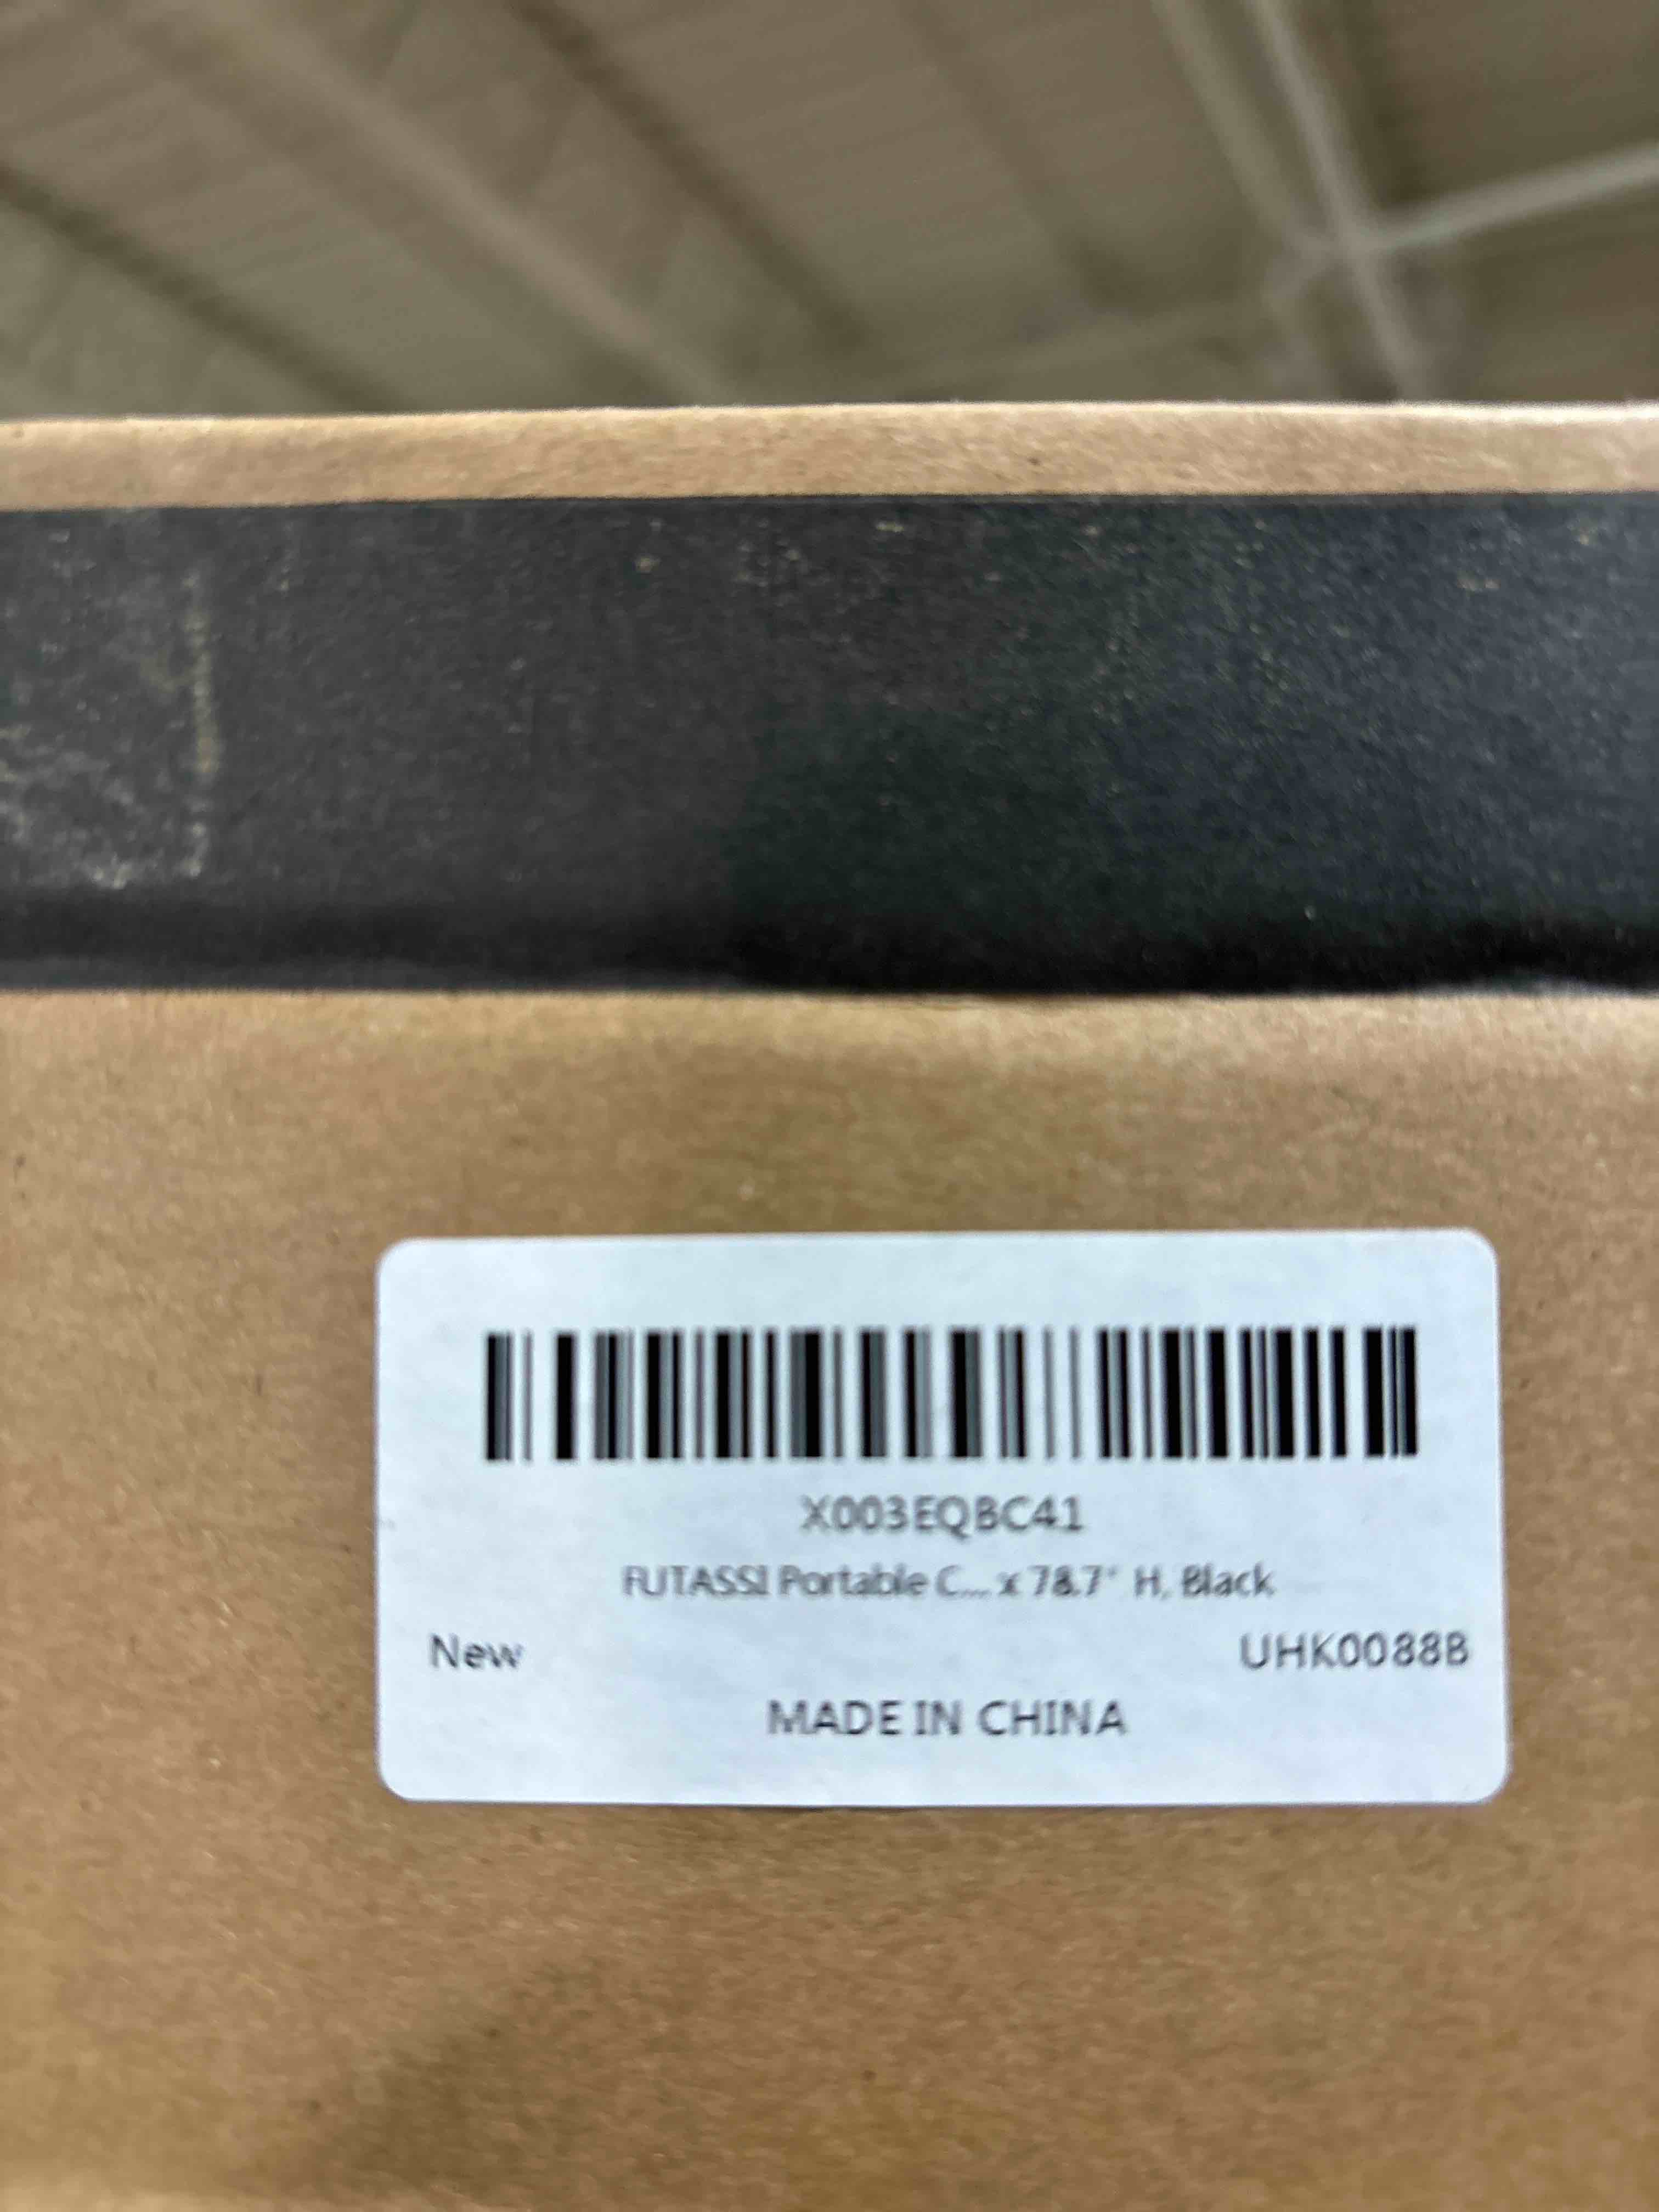 X003EQBC41
FUTASSI Portable C... x 78.7" H, Black
New
UHK0088B
MADE IN CHINA